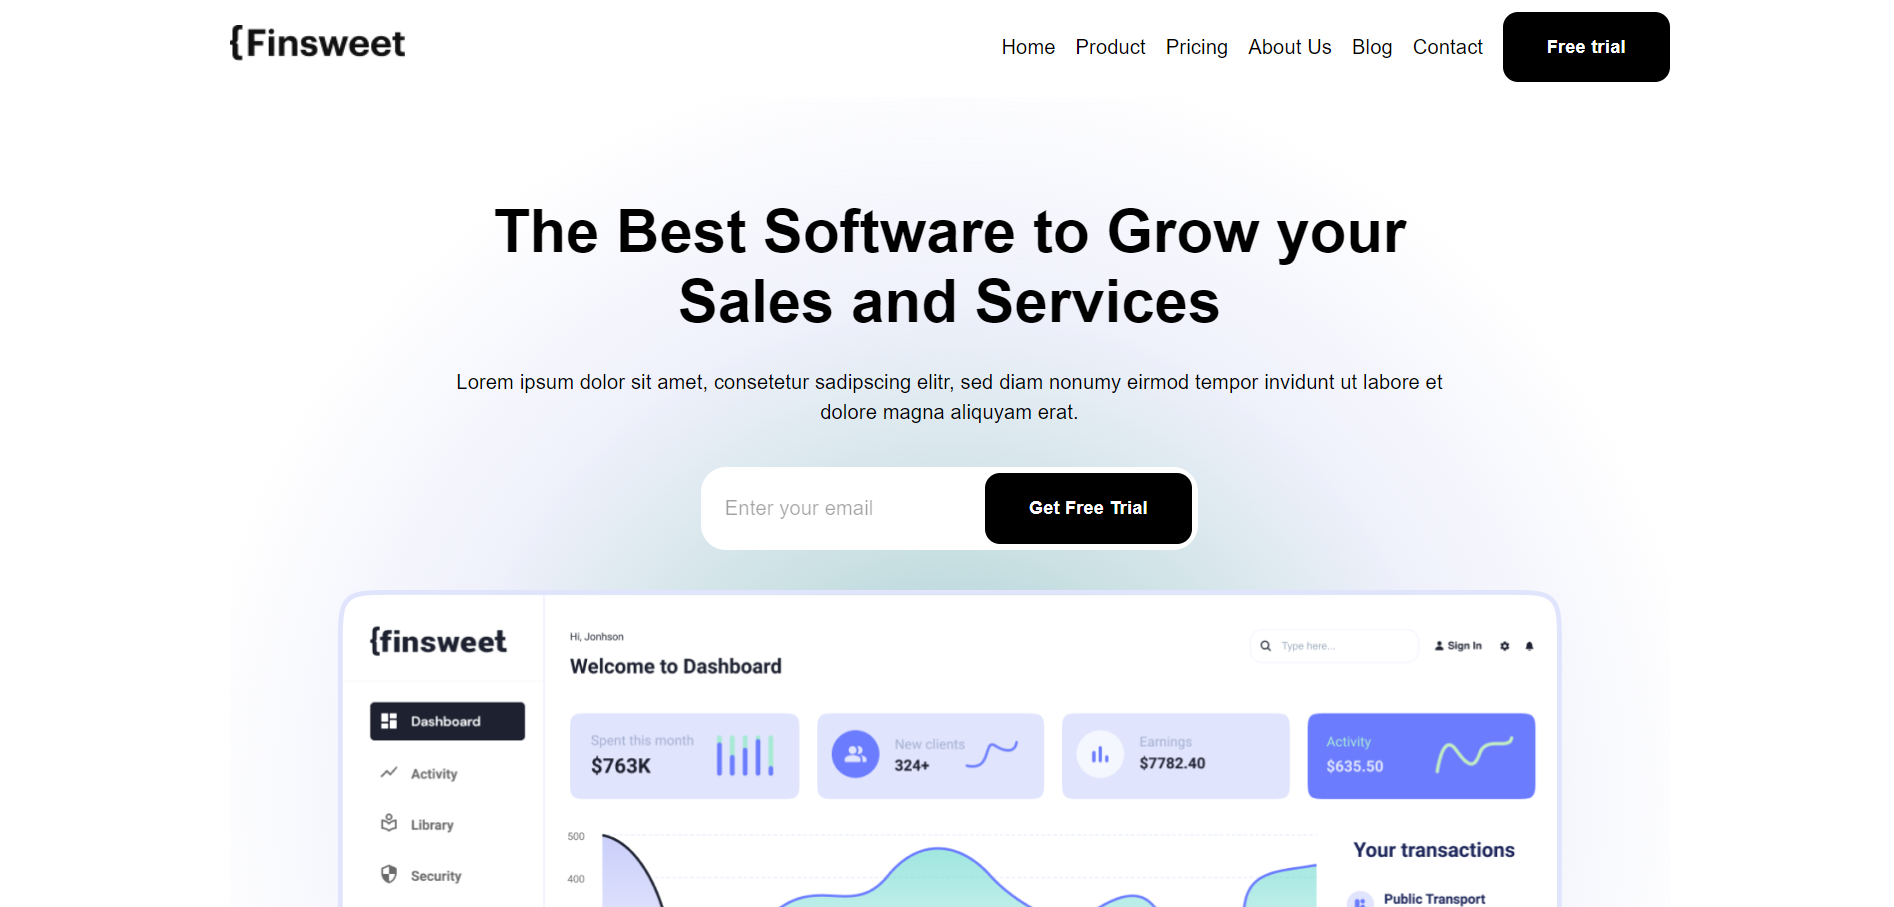 {Finsweet
Home Product Pricing About Us Blog Contact Free trial
The Best Software to Grow your
Sales and Services
Lorem ipsum dolor sit amet, consetetur sadipscing elitr, sed diam nonumy eirmod tempor invidunt ut labore et
dolore magna aliquyam erat.
Enter your email Get Free Trial
{finsweet
Hi, Jonhson
Welcome to Dashboard
Type here...
Sign In
Dashboard
Activity
Library
Security
Spent this month
$763K
New clients
324+
Earnings
$7782.40
Activity
$635.50
500
400
Your transactions
Public Transport